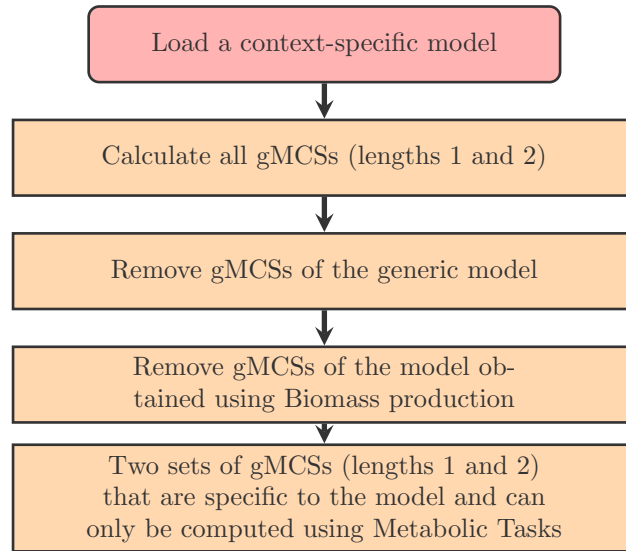 Load a context-specific model
Calculate all gMCSs (lengths 1 and 2)
Remove gMCSs of the generic model
Remove gMCSs of the model ob-
tained using Biomass production
Two sets of gMCSs (lengths 1 and 2)
that are specific to the model and can
only be computed using Metabolic Tasks